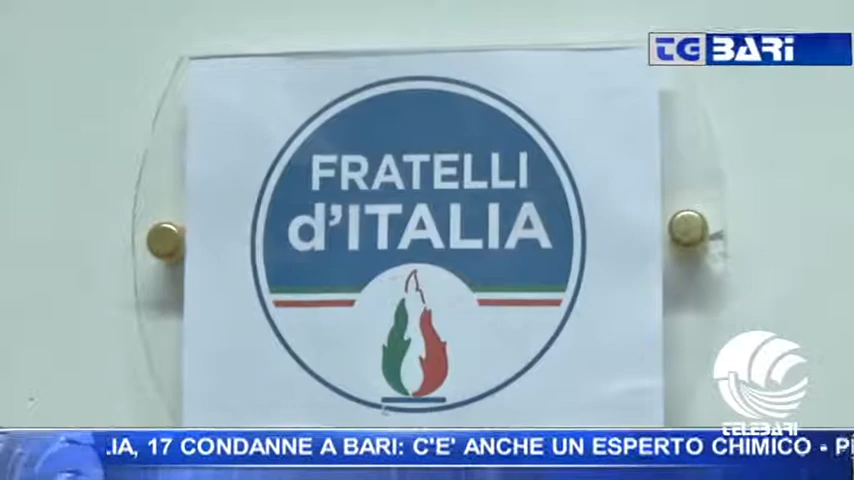 TG BARI
FRATELLI
d'ITALIA
TELEBARI
.IA, 17 CONDANNE A BARI: C'E' ANCHE UN ESPERTO CHIMICO -